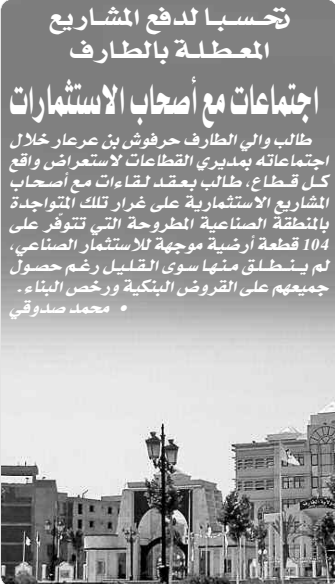 تحسبا لدفع المشاريع
المعطلة بالطارف
اجتماعات مع أصحاب الاستثمارات
طالب والي الطارف حرفوش بن عرعار خلال
اجتماعاته بمديري القطاعات لاستعراض واقع
كل قطاع، طالب بعقد لقاءات مع أصحاب
المشاريع الاستثمارية على غرار تلك المتواجدة
بالمنطقة الصناعية المطروحة التي تتوفّر على
104 قطعة أرضية موجهة للاستثمار الصناعي،
لم ينطلق منها سوى القليل رغم حصول
جميعهم على القروض البنكية ورخص البناء.
• محمد صدوقي